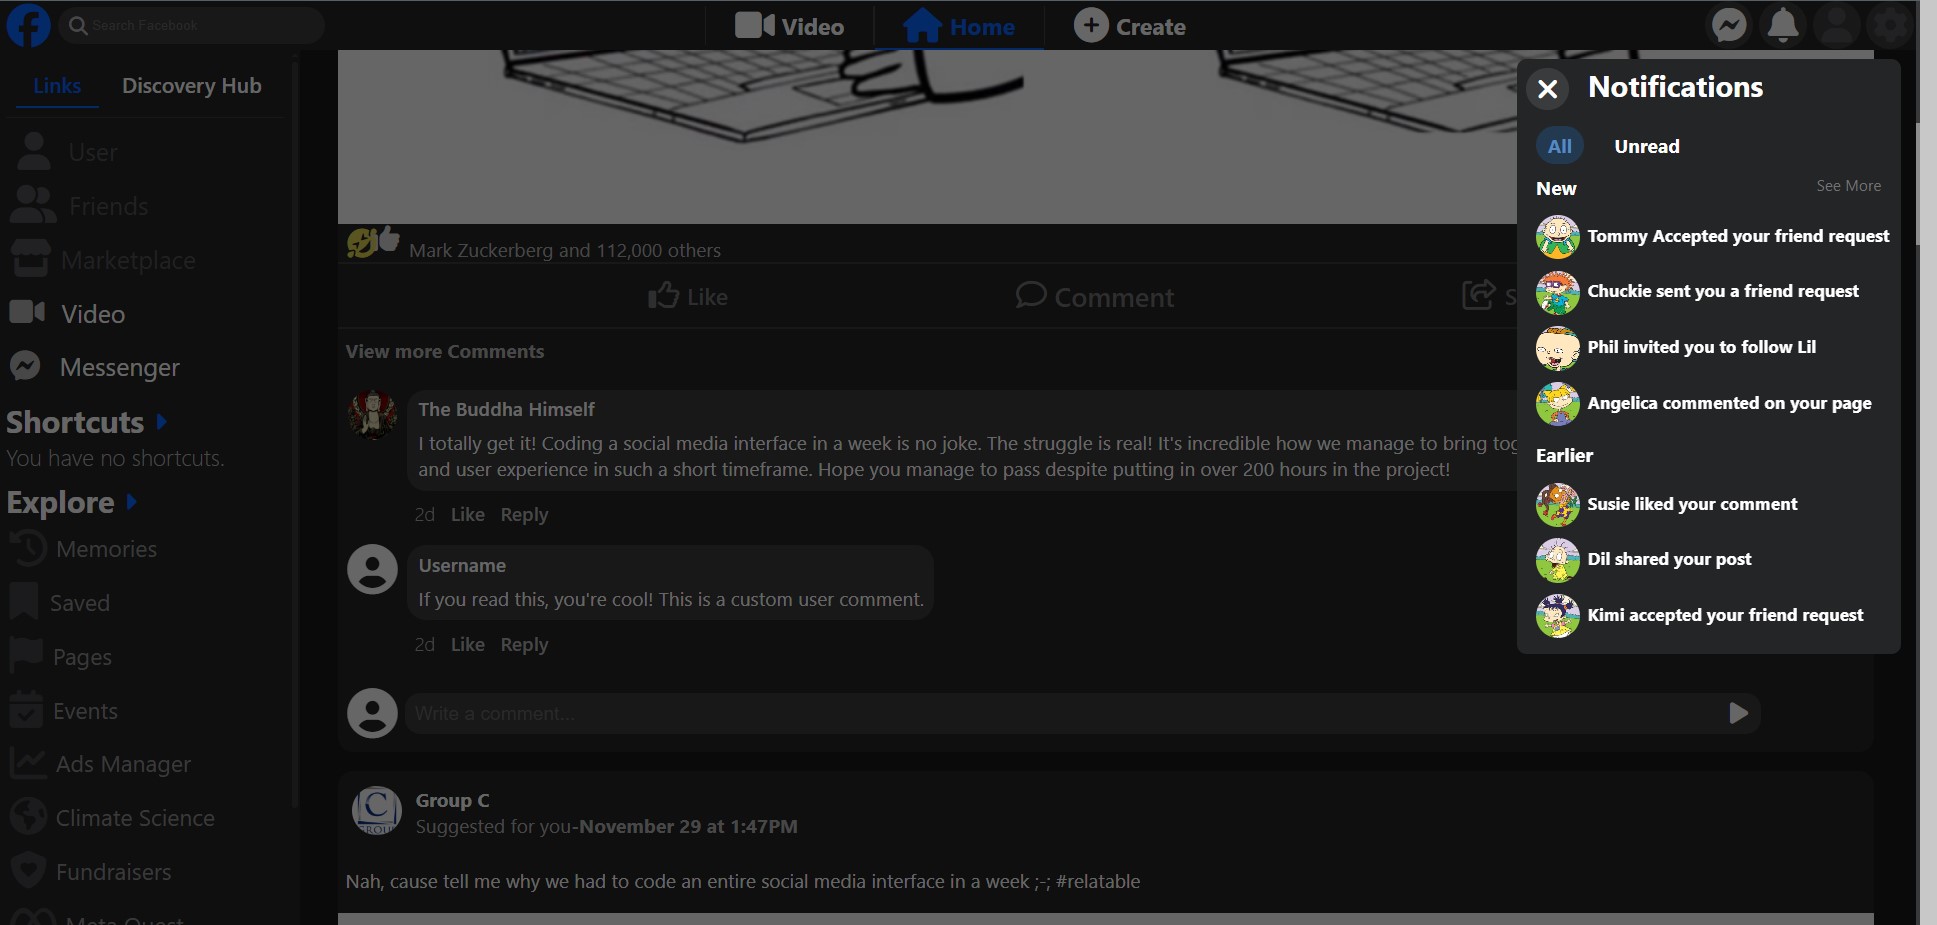 Search Facebook
Video
Home
Create
Links
Discovery Hub
User
Friends
Marketplace
Video
Messenger
Shortcuts
You have no shortcuts.
Explore
Memories
Saved
Pages
Events
Ads Manager
Climate Science
Fundraisers
Meta Quest
Mark Zuckerberg and 112,000 others
Like
Comment
S
View more Comments
The Buddha Himself
I totally get it! Coding a social media interface in a week is no joke. The struggle is real! It's incredible how we manage to bring tog
and user experience in such a short timeframe. Hope you manage to pass despite putting in over 200 hours in the project!
2d Like Reply
Username
If you read this, you're cool! This is a custom user comment.
2d Like Reply
Write a comment...
C
GROUP
Group C
Suggested for you-November 29 at 1:47PM
Nah, cause tell me why we had to code an entire social media interface in a week ;-; #relatable
Notifications
All
Unread
New
See More
Tommy Accepted your friend request
Chuckie sent you a friend request
Phil invited you to follow Lil
Angelica commented on your page
Earlier
Susie liked your comment
Dil shared your post
Kimi accepted your friend request